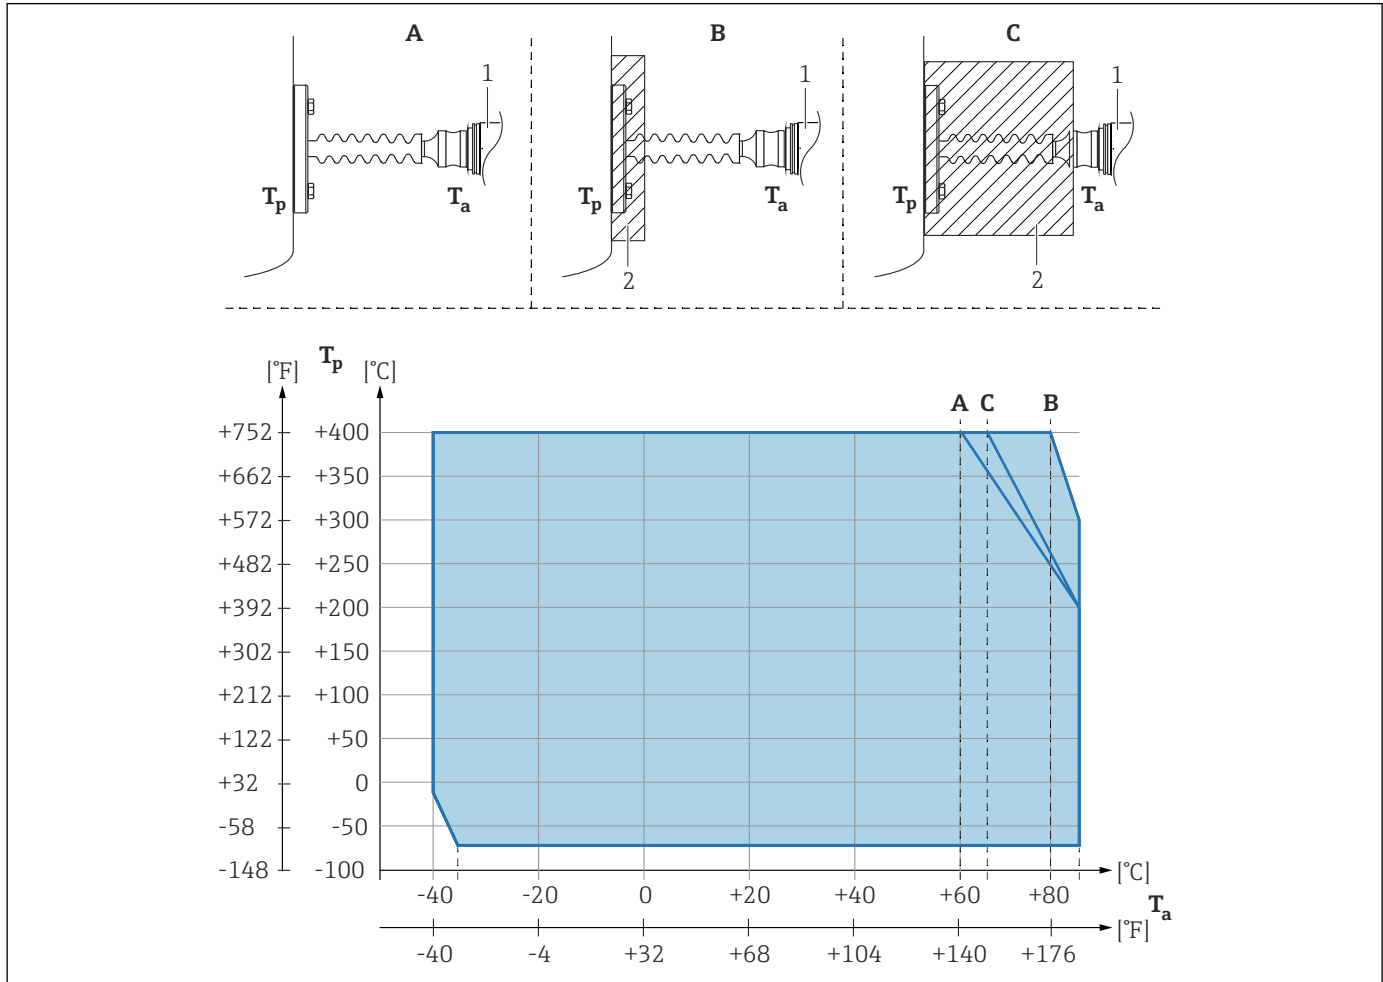 A B C
1 1 1
Tp Ta Tp Ta Tp Ta
2 2 2
Tp
[°F] [°C]
A C B
+752 +400
+662 +350
+572 +300
+482 +250
+392 +200
+302 +150
+212 +100
+122 +50
+32 0
-58 -50
-148 -100
[°C]
-40 -20 0 +20 +40 +60 +80
Ta
[°F]
-40 -4 +32 +68 +104 +140 +176